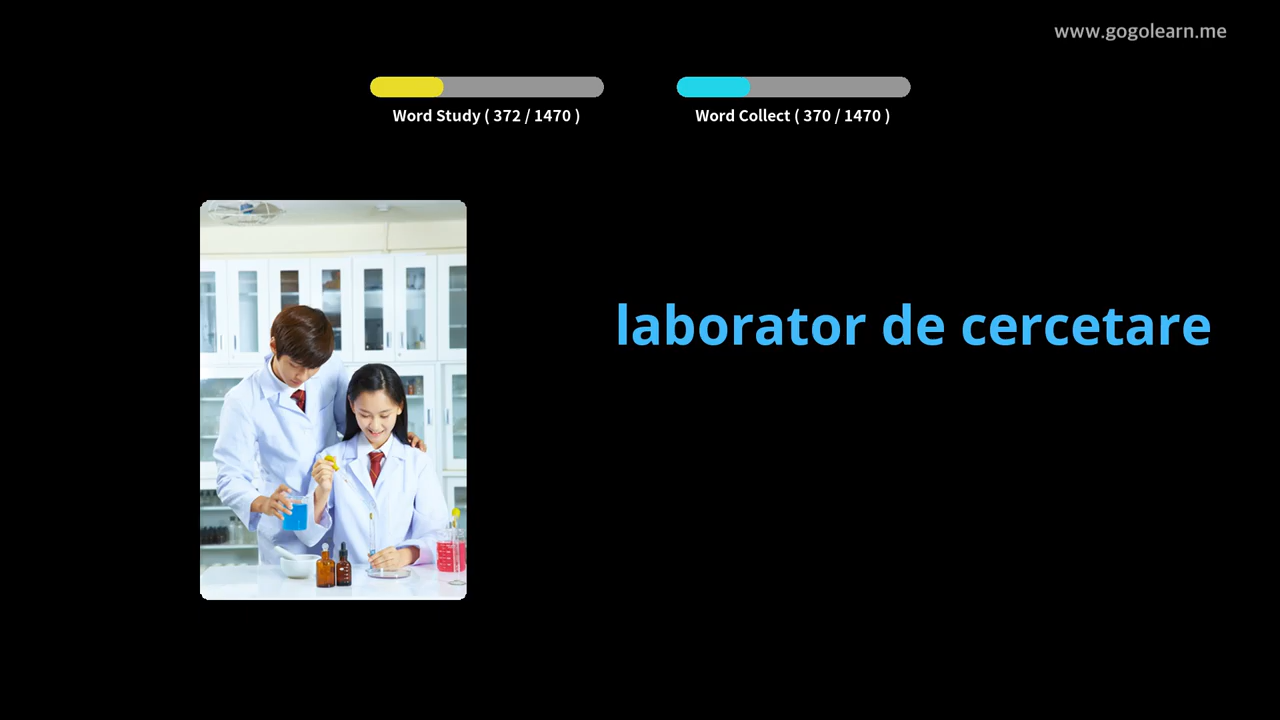 www.gogolearn.me
Word Study ( 372 / 1470 )
Word Collect ( 370 / 1470 )
laborator de cercetare